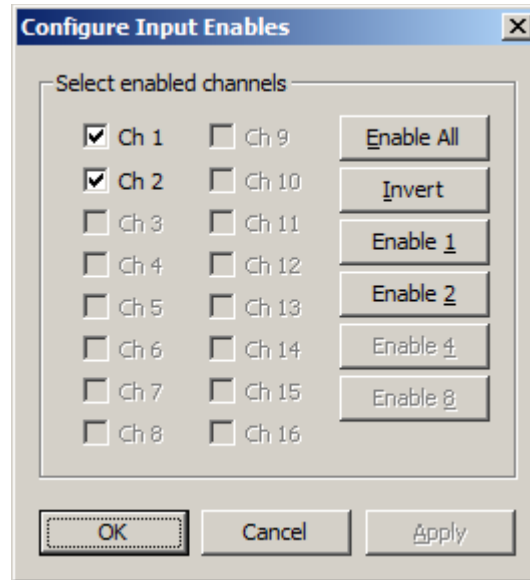 Configure Input Enables
Select enabled channels
Ch 1 Ch 9 Enable All
Ch 2 Ch 10 Invert
Ch 3 Ch 11 Enable 1
Ch 4 Ch 12
Ch 5 Ch 13 Enable 2
Ch 6 Ch 14 Enable 4
Ch 7 Ch 15 Enable 8
Ch 8 Ch 16
OK Cancel Apply